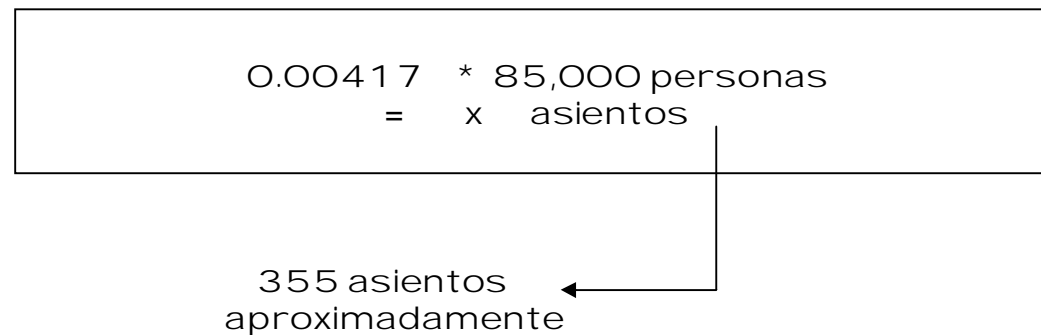 0.00417 * 85,000 personas
= x asientos
355 asientos
aproximadamente